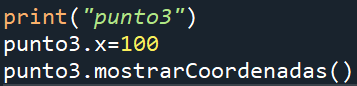 print("punto3")
punto3.x=100
punto3.mostrarCoordenadas()